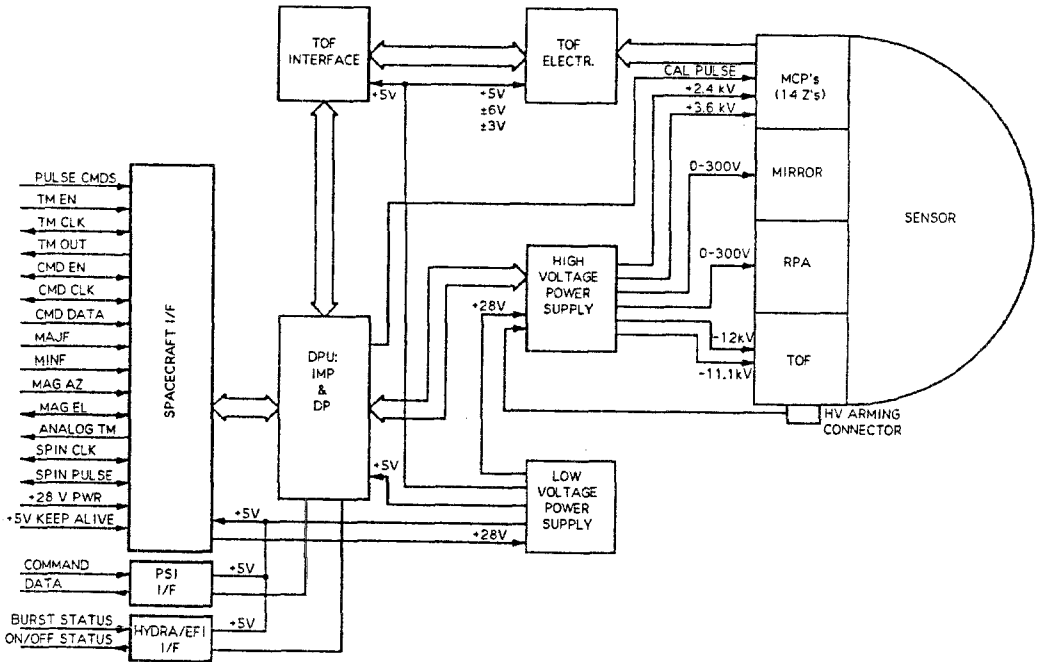 TOF
INTERFACE
TOF
ELECTR.
+5V
+5V
±6V
±3V
CAL PULSE
+2.4 kV
+3.6 kV
MCP's
(14 Z's)
0-300V
MIRROR
SENSOR
0-300V
RPA
-12kV
-11.1kV
TOF
HV ARMING
CONNECTOR
HIGH
VOLTAGE
POWER
SUPPLY
+28V
PULSE CMDS
TM EN
TM CLK
TM OUT
CMD EN
CMD CLK
CMD DATA
MAJF
MINF
MAG AZ
MAG EL
ANALOG TM
SPIN CLK
SPIN PULSE
+28 V PWR
+5V KEEP ALIVE
SPACECRAFT I/F
DPU:
IMP
&
DP
+5V
LOW
VOLTAGE
POWER
SUPPLY
+5V
+28V
COMMAND
DATA
PSI
I/F
+5V
BURST STATUS
ON/OFF STATUS
HYDRA/EFI
I/F
+5V